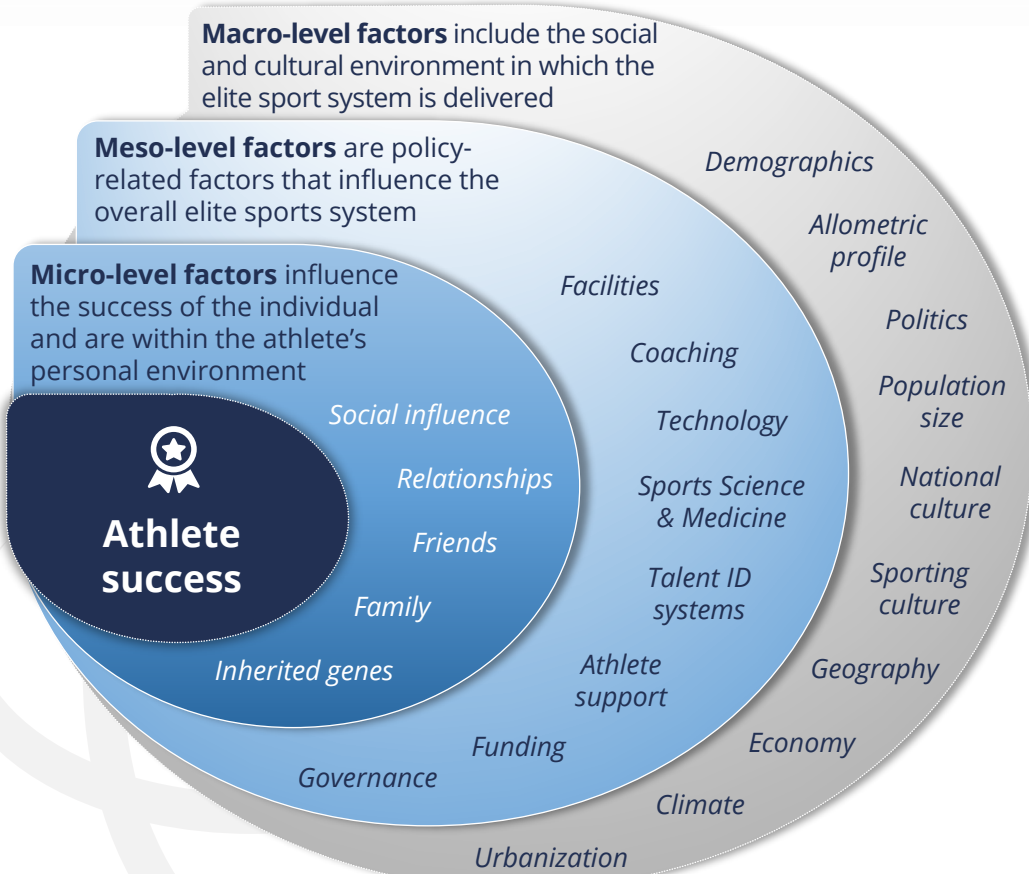 Macro-level factors include the social
and cultural environment in which the
elite sport system is delivered
Meso-level factors are policy-
related factors that influence the
overall elite sports system
Micro-level factors influence
the success of the individual
and are within the athlete’s
personal environment
Athlete
success
Social influence
Relationships
Friends
Family
Inherited genes
Facilities
Coaching
Technology
Sports Science
& Medicine
Talent ID
systems
Athlete
support
Funding
Governance
Demographics
Allometric
profile
Politics
Population
size
National
culture
Sporting
culture
Geography
Economy
Climate
Urbanization